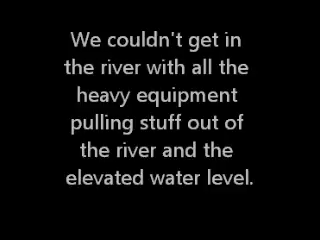 We couldn't get in
the river with all the
heavy equipment
pulling stuff out of
the river and the
elevated water level.